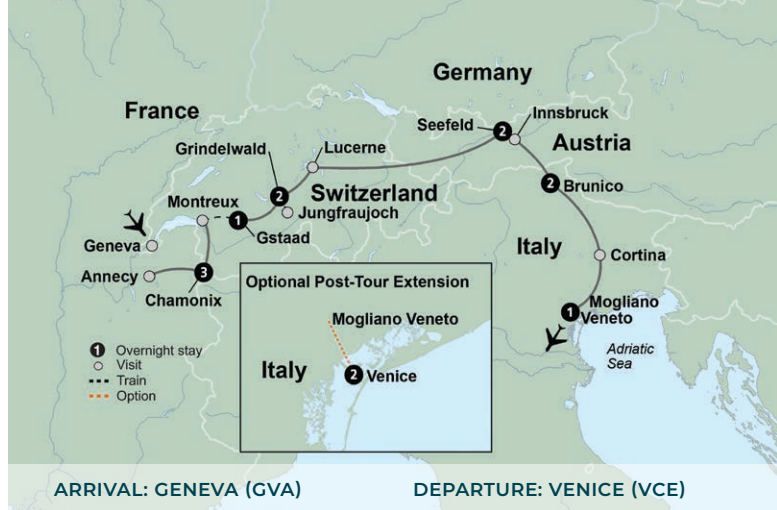 Germany
France
Seefeld
2
Innsbruck
Austria
Grindelwald
Lucerne
2
Switzerland
2
Brunico
Montreux
1
Jungfraujoch
Gstaad
Geneva
Italy
Cortina
Annecy
3
Chamonix
Optional Post-Tour Extension
Mogliano Veneto
Italy
2
Venice
1
Mogliano
Veneto
Adriatic
Sea
1 Overnight stay
Visit
Train
Option
ARRIVAL: GENEVA (GVA)
DEPARTURE: VENICE (VCE)